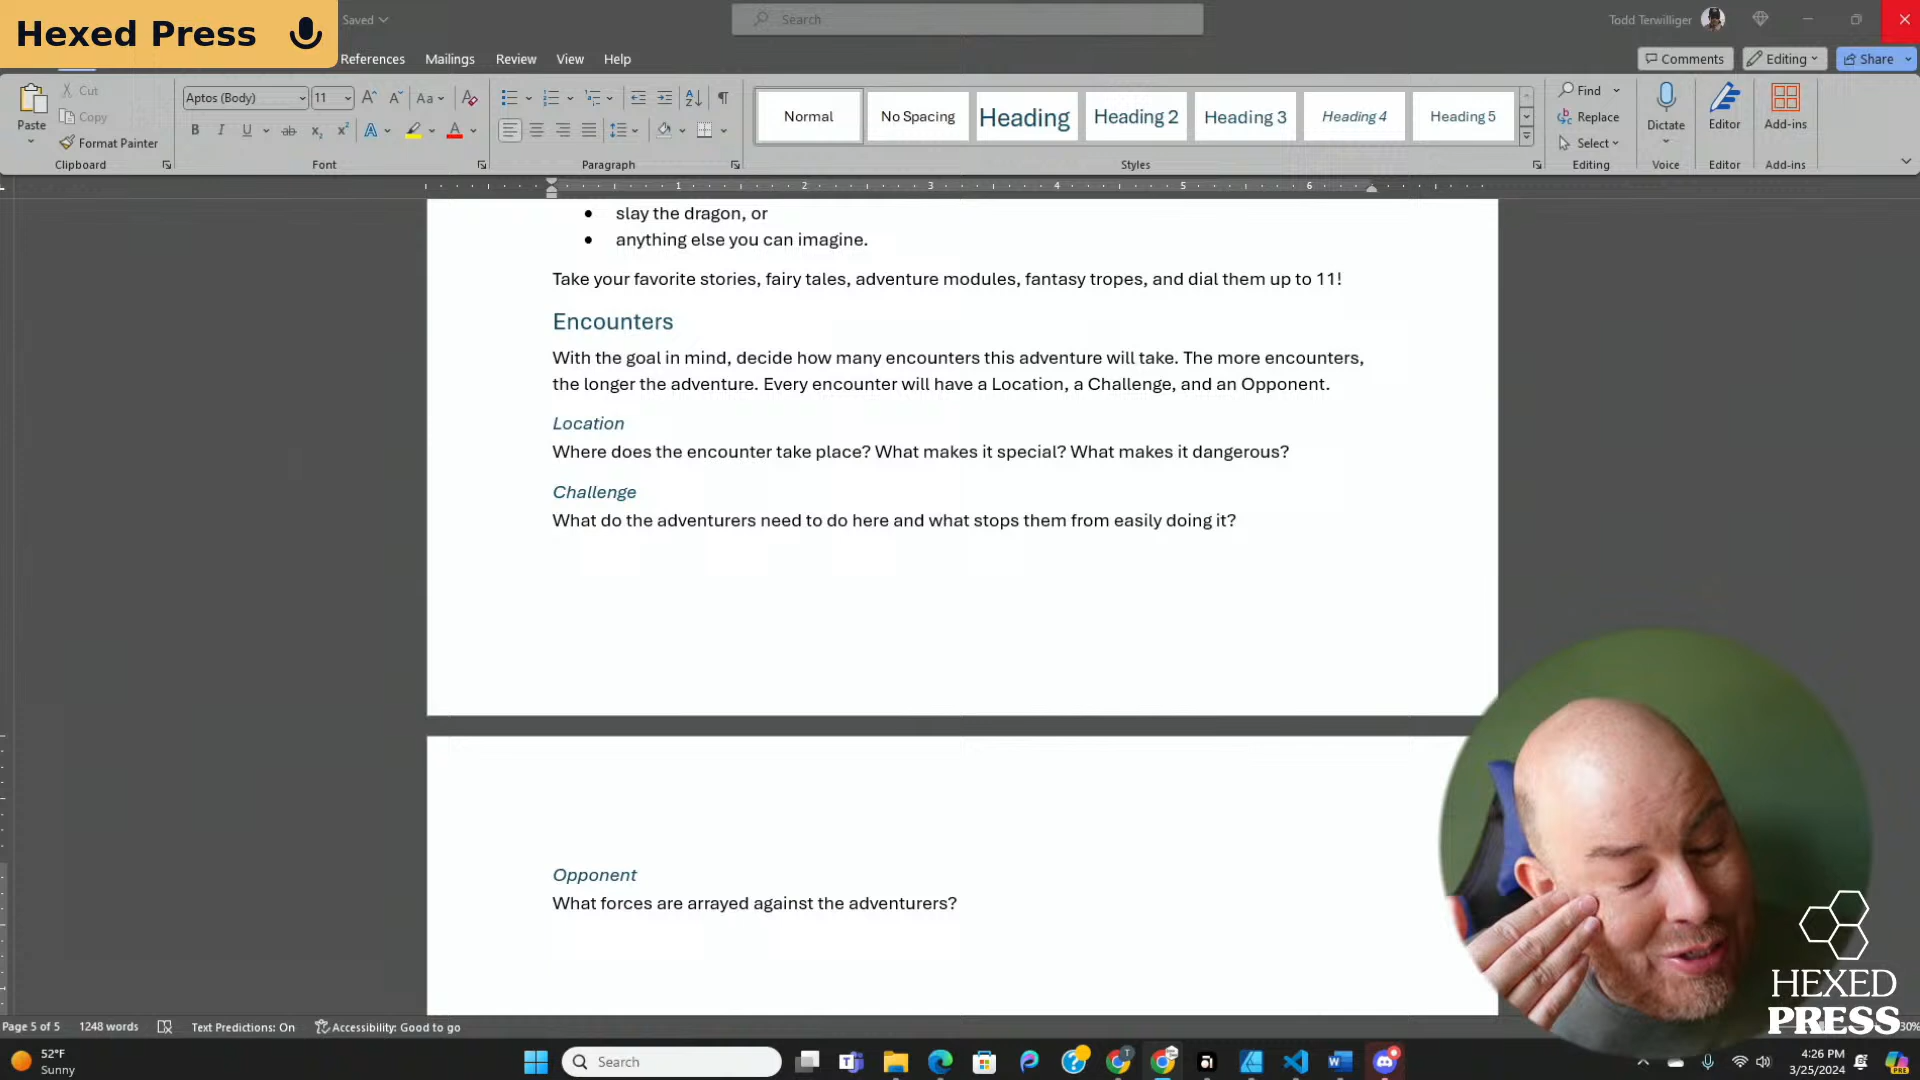 Hexed Press
Saved
Search
Todd Terwilliger
References Mailings Review View Help
Comments Editing Share
Paste
Cut
Copy
Format Painter
Clipboard
Aptos (Body) 11
Font
Paragraph
Normal
No Spacing
Heading
Heading 2
Heading 3
Heading 4
Heading 5
Styles
Find
Replace
Select
Editing
Dictate
Voice
Editor
Editor
Add-ins
Add-ins
1 2 3 4 5 6
• slay the dragon, or
• anything else you can imagine.
Take your favorite stories, fairy tales, adventure modules, fantasy tropes, and dial them up to 11!
Encounters
With the goal in mind, decide how many encounters this adventure will take. The more encounters,
the longer the adventure. Every encounter will have a Location, a Challenge, and an Opponent.
Location
Where does the encounter take place? What makes it special? What makes it dangerous?
Challenge
What do the adventurers need to do here and what stops them from easily doing it?
Opponent
What forces are arrayed against the adventurers?
HEXED
PRESS
Page 5 of 5 1248 words Text Predictions: On Accessibility: Good to go
52°F
Sunny
Search
4:26 PM
3/25/2024